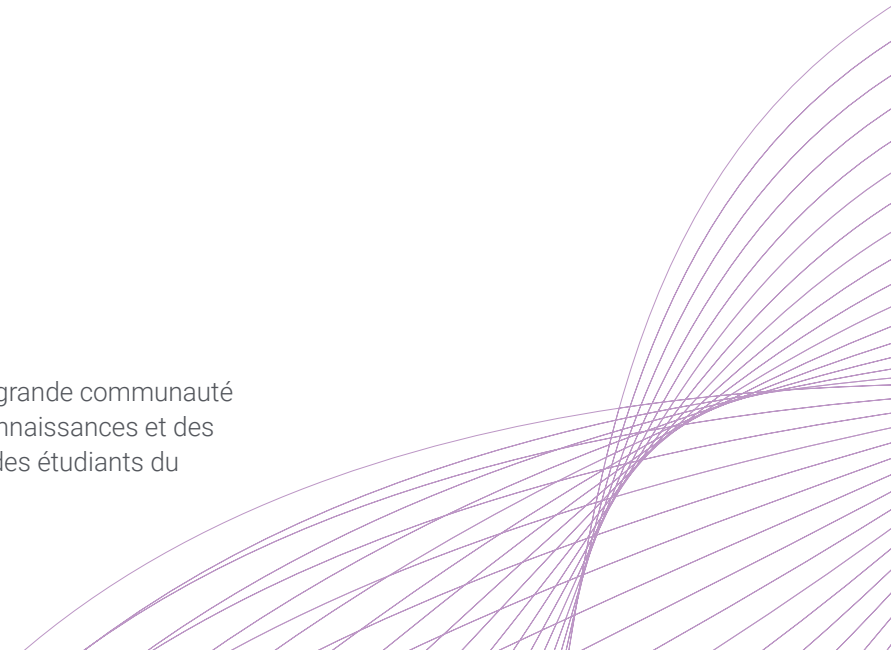 grande communauté
nnaissances et des
des étudiants du